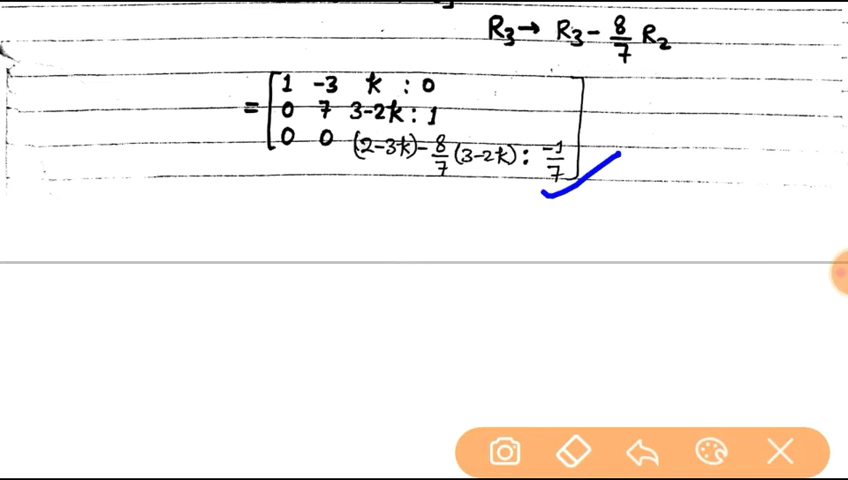 R3→ R3 - 8/7 R2
= [ 1 -3 k : 0
0 7 3-2k : 1
0 0 (2-3k) - 8/7 (3-2k) : -1/7 ]